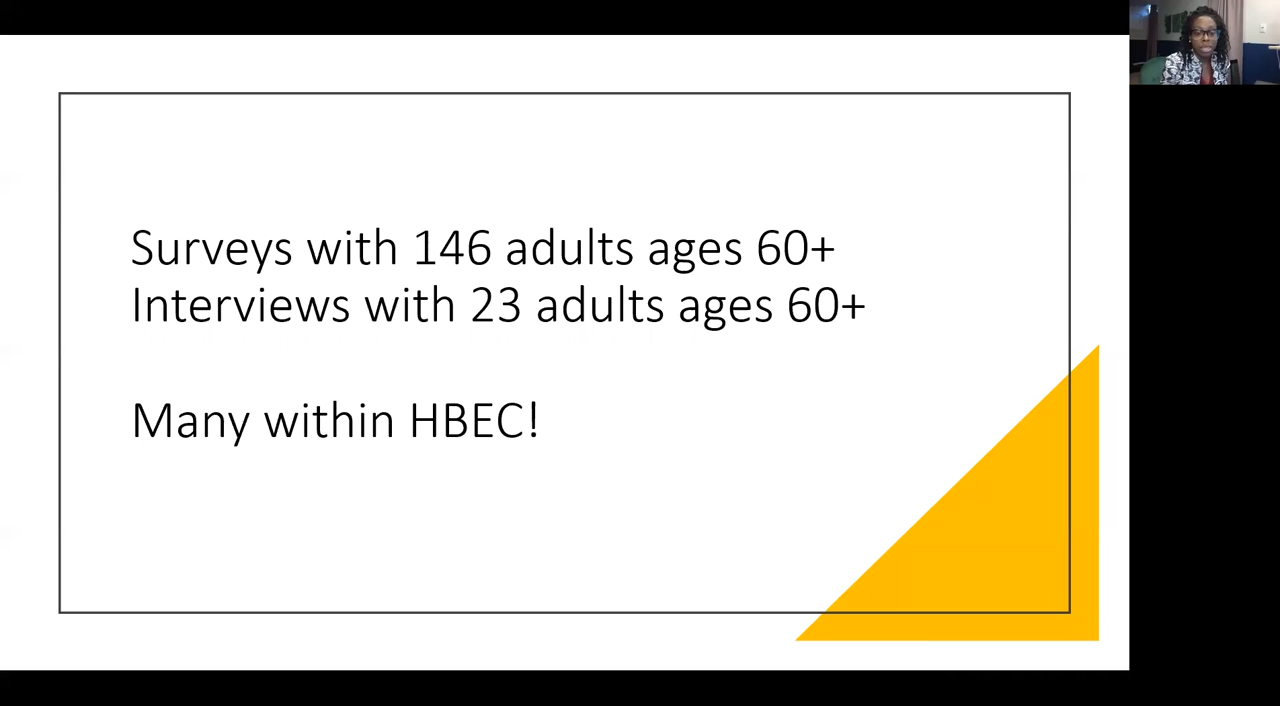 Surveys with 146 adults ages 60+
Interviews with 23 adults ages 60+
Many within HBEC!